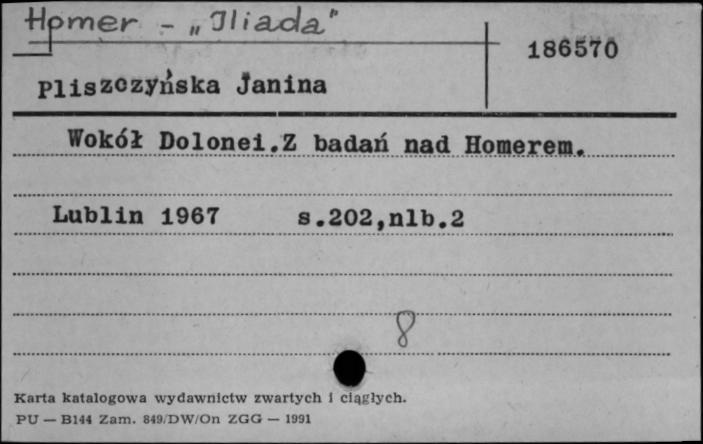 Homer - „Iliada"
186570
Pliszczyńska Janina
Wokół Dolonei.Z badań nad Homerem.
Lublin 1967 s.202,nlb.2
8
Karta katalogowa wydawnictw zwartych i ciągłych.
PU — B144 Zam. 849/DW/On ZGG — 1991